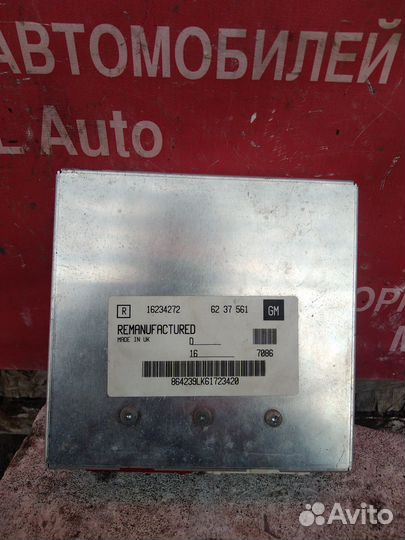 АВТОМОБИЛЕЙ
Auto
R 16234272 62 37 561 GM
REMANUFACTURED
MADE IN UK 0
16 7086
864239LK61723420
Avito